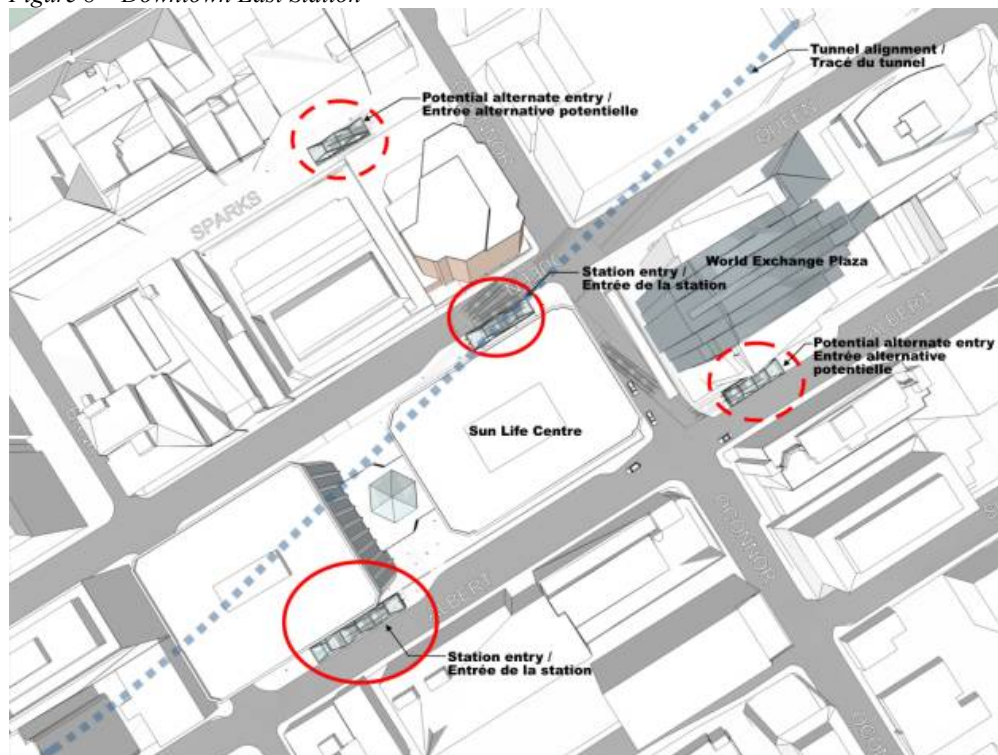 Figure 8 – Downtown East Station
Tunnel alignment /
Tracé du tunnel
Potential alternate entry /
Entrée alternative potentielle
QUEEN
SPARKS
World Exchange Plaza
Station entry /
Entrée de la station
ALBERT
Potential alternate entry
Entrée alternative
potentielle
Sun Life Centre
OCONNOR
ALBERT
Station entry /
Entrée de la station